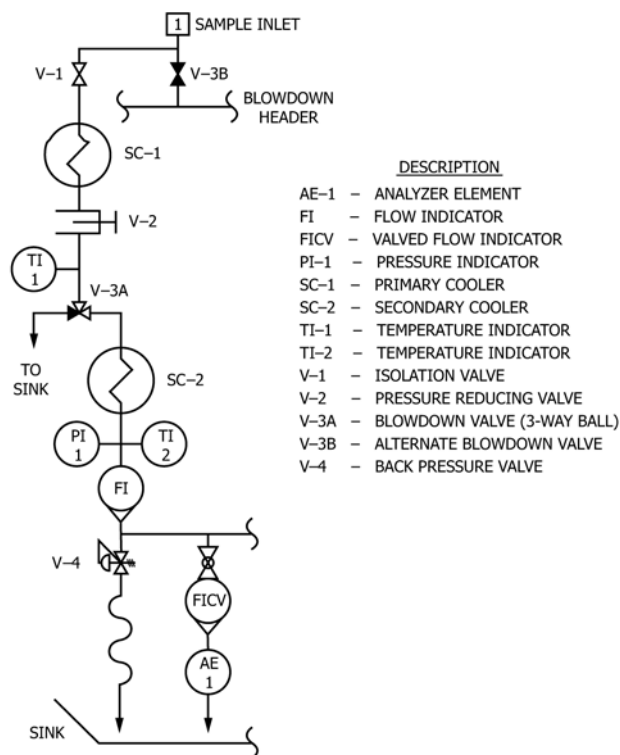 1 SAMPLE INLET
V–1
V–3B
BLOWDOWN
HEADER
SC–1
V–2
TI
1
V–3A
TO
SINK
SC–2
PI
1
TI
2
FI
V–4
FICV
AE
1
SINK
DESCRIPTION
AE–1 – ANALYZER ELEMENT
FI – FLOW INDICATOR
FICV – VALVED FLOW INDICATOR
PI–1 – PRESSURE INDICATOR
SC–1 – PRIMARY COOLER
SC–2 – SECONDARY COOLER
TI–1 – TEMPERATURE INDICATOR
TI–2 – TEMPERATURE INDICATOR
V–1 – ISOLATION VALVE
V–2 – PRESSURE REDUCING VALVE
V–3A – BLOWDOWN VALVE (3-WAY BALL)
V–3B – ALTERNATE BLOWDOWN VALVE
V–4 – BACK PRESSURE VALVE